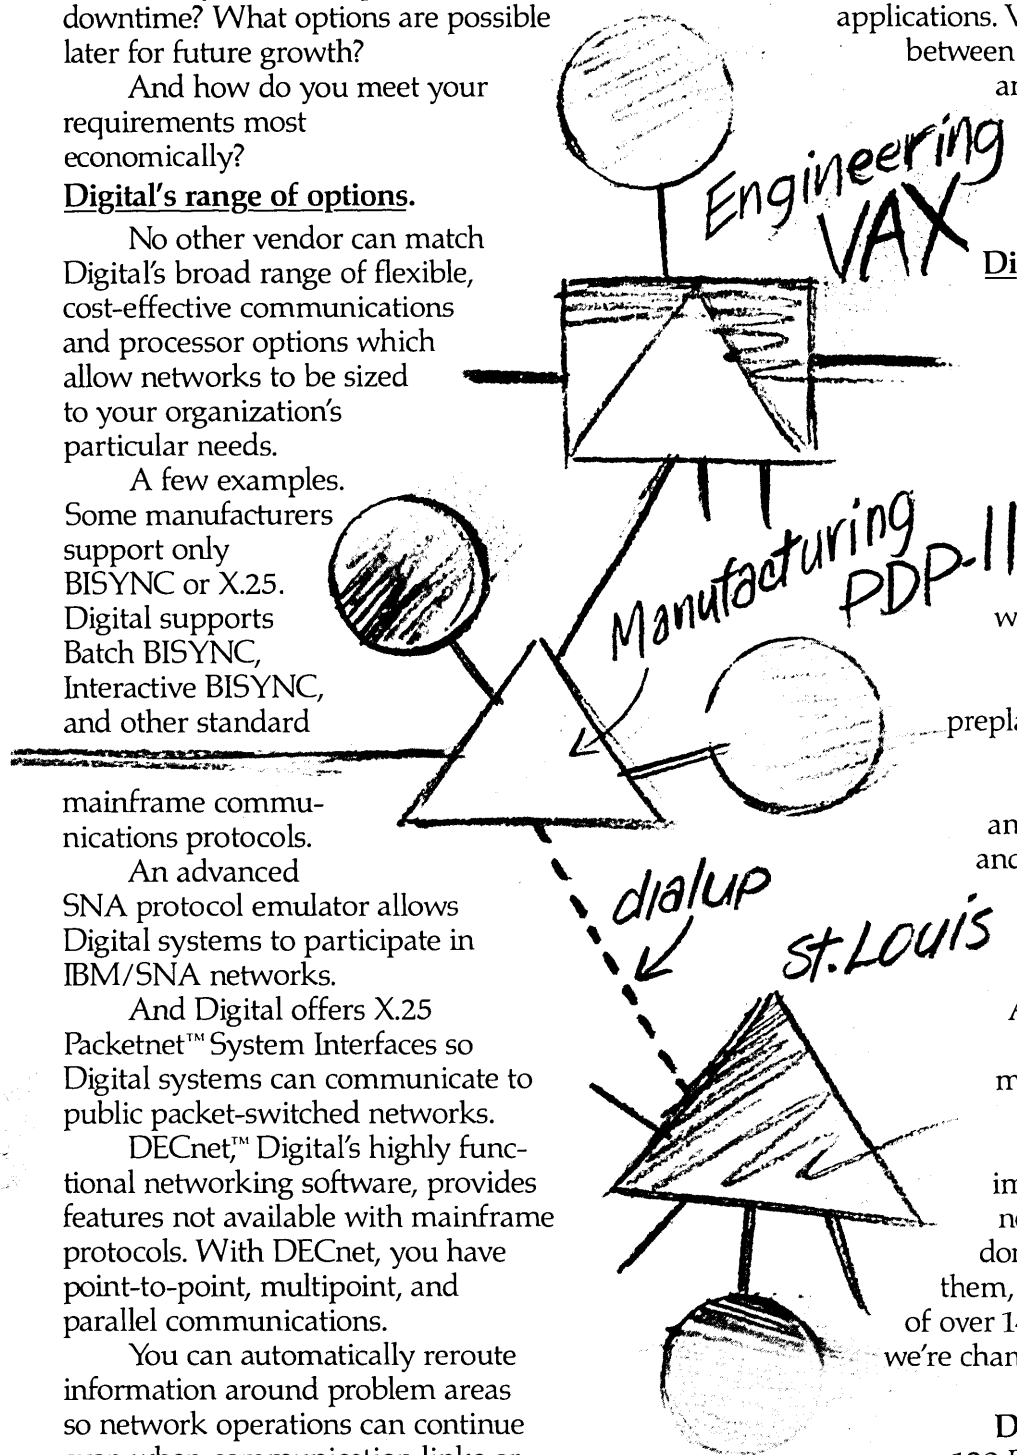 downtime? What options are possible
later for future growth?
And how do you meet your
requirements most
economically?
Digital's range of options.
No other vendor can match
Digital's broad range of flexible,
cost-effective communications
and processor options which
allow networks to be sized
to your organization's
particular needs.
A few examples.
Some manufacturers
support only
BISYNC or X.25.
Digital supports
Batch BISYNC,
Interactive BISYNC,
and other standard
mainframe commu-
nications protocols.
An advanced
SNA protocol emulator allows
Digital systems to participate in
IBM/SNA networks.
And Digital offers X.25
Packetnet™ System Interfaces so
Digital systems can communicate to
public packet-switched networks.
DECnet,™ Digital's highly func-
tional networking software, provides
features not available with mainframe
protocols. With DECnet, you have
point-to-point, multipoint, and
parallel communications.
You can automatically reroute
information around problem areas
so network operations can continue
Engineering
VAX
Manufacturing
PDP-11
dialup
St. Louis
applications.
between
Di
w
prepla
and
m
im
don
them,
of over 14
we're chan
D